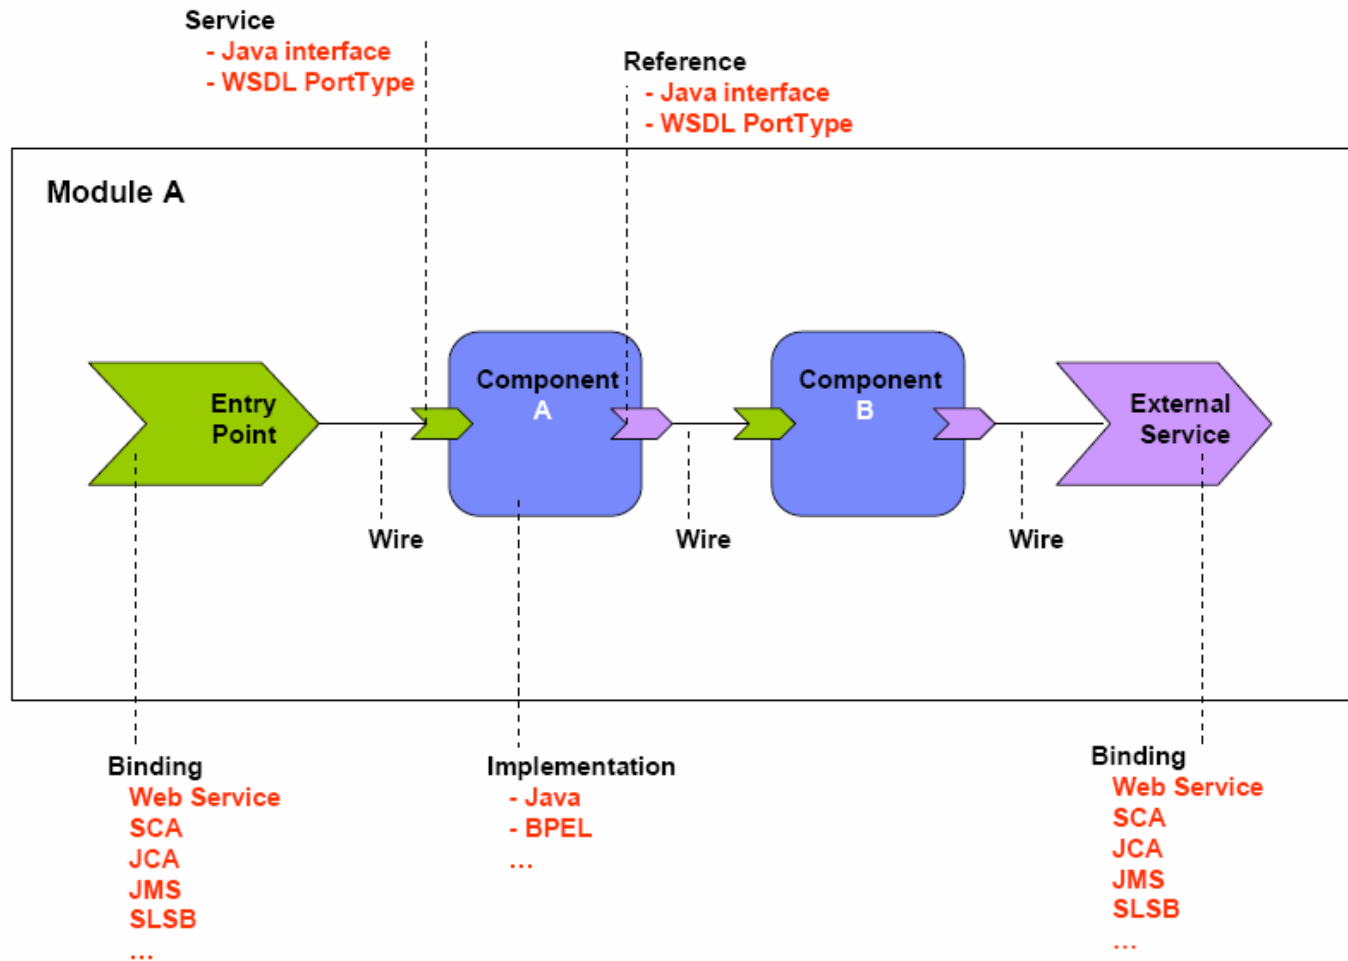 Service
- Java interface
- WSDL PortType
Reference
- Java interface
- WSDL PortType
Module A
Entry
Point
Component
A
Component
B
External
Service
Wire
Wire
Wire
Binding
Web Service
SCA
JCA
JMS
SLSB
...
Implementation
- Java
- BPEL
...
Binding
Web Service
SCA
JCA
JMS
SLSB
...